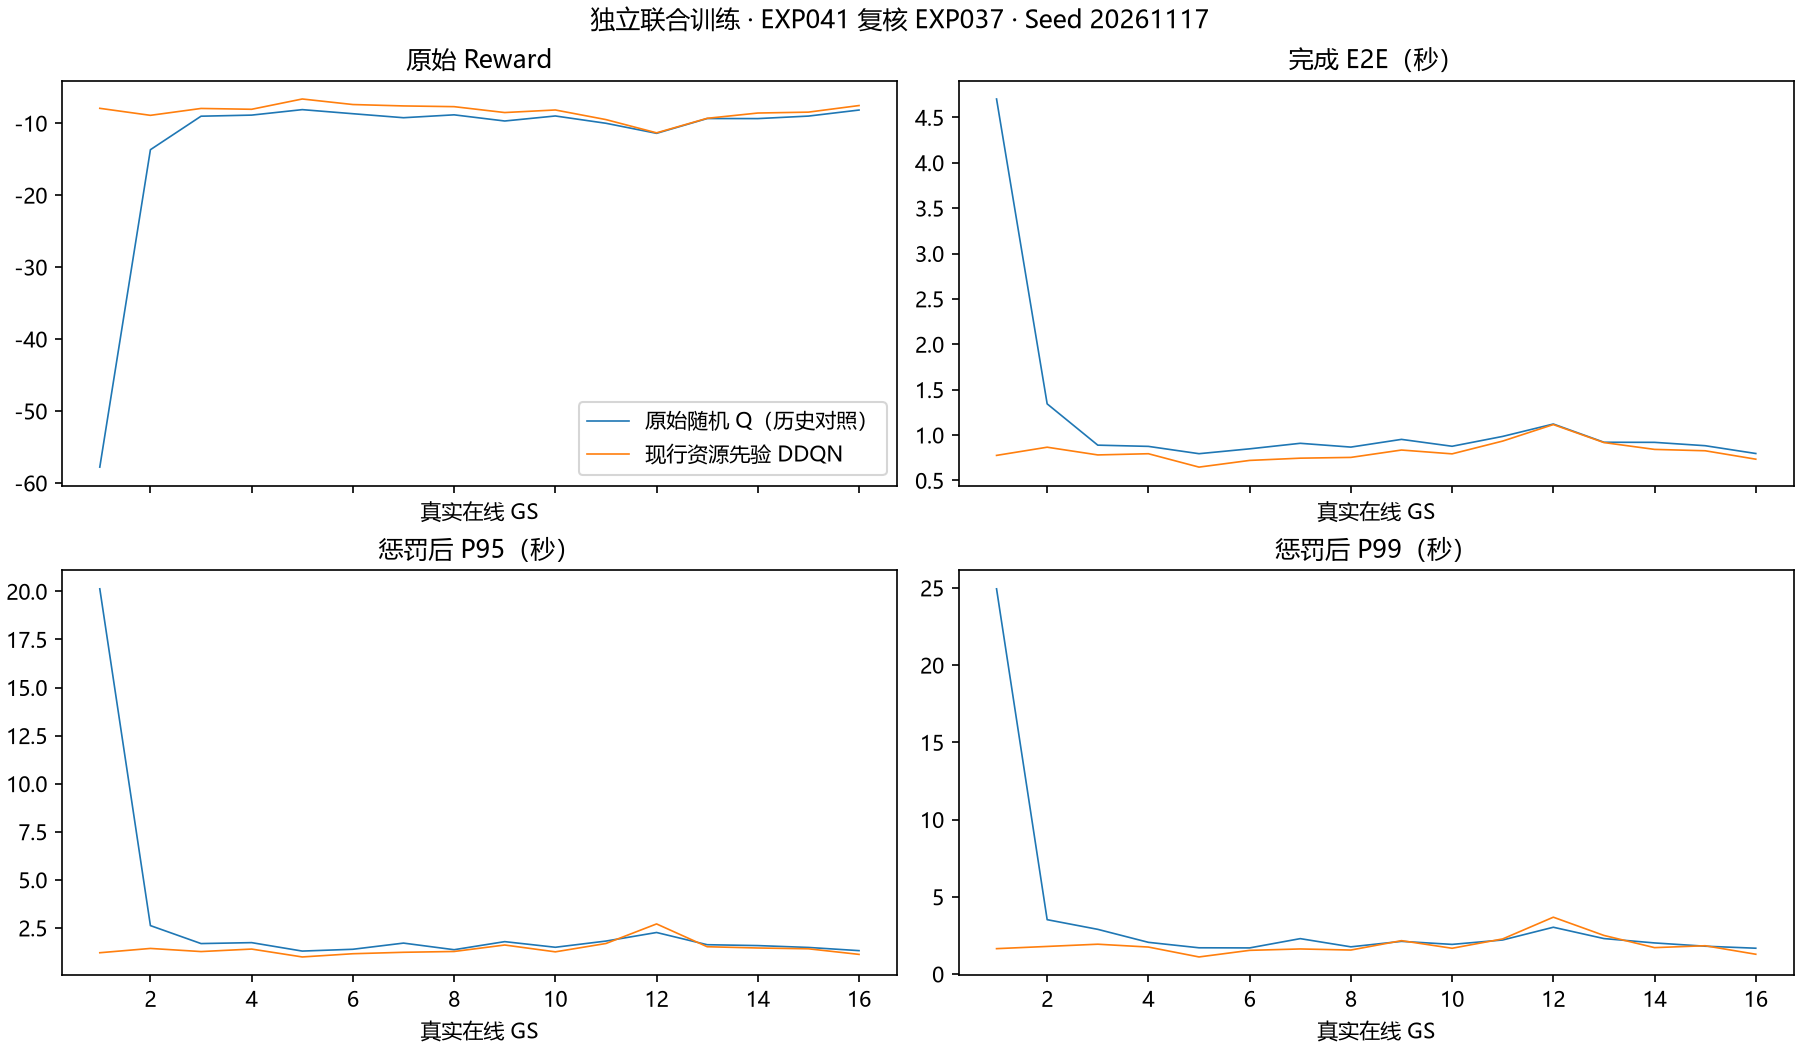 独立联合训练 · EXP041 复核 EXP037 · Seed 20261117
原始 Reward
-10
-20
-30
-40
-50
-60
原始随机 Q（历史对照）
现行资源先验 DDQN
真实在线 GS
完成 E2E（秒）
4.5
4.0
3.5
3.0
2.5
2.0
1.5
1.0
0.5
真实在线 GS
惩罚后 P95（秒）
20.0
17.5
15.0
12.5
10.0
7.5
5.0
2.5
2 4 6 8 10 12 14 16
真实在线 GS
惩罚后 P99（秒）
25
20
15
10
5
0
2 4 6 8 10 12 14 16
真实在线 GS